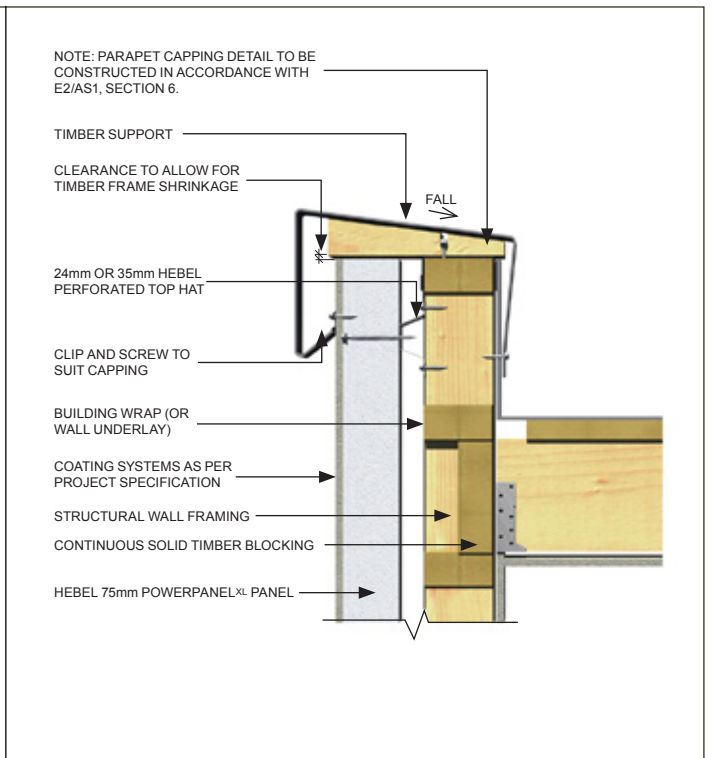 NOTE: PARAPET CAPPING DETAIL TO BE
CONSTRUCTED IN ACCORDANCE WITH
E2/AS1, SECTION 6.
TIMBER SUPPORT
CLEARANCE TO ALLOW FOR
TIMBER FRAME SHRINKAGE
FALL
24mm OR 35mm HEBEL
PERFORATED TOP HAT
CLIP AND SCREW TO
SUIT CAPPING
BUILDING WRAP (OR
WALL UNDERLAY)
COATING SYSTEMS AS PER
PROJECT SPECIFICATION
STRUCTURAL WALL FRAMING
CONTINUOUS SOLID TIMBER BLOCKING
HEBEL 75mm POWERPANELXL PANEL